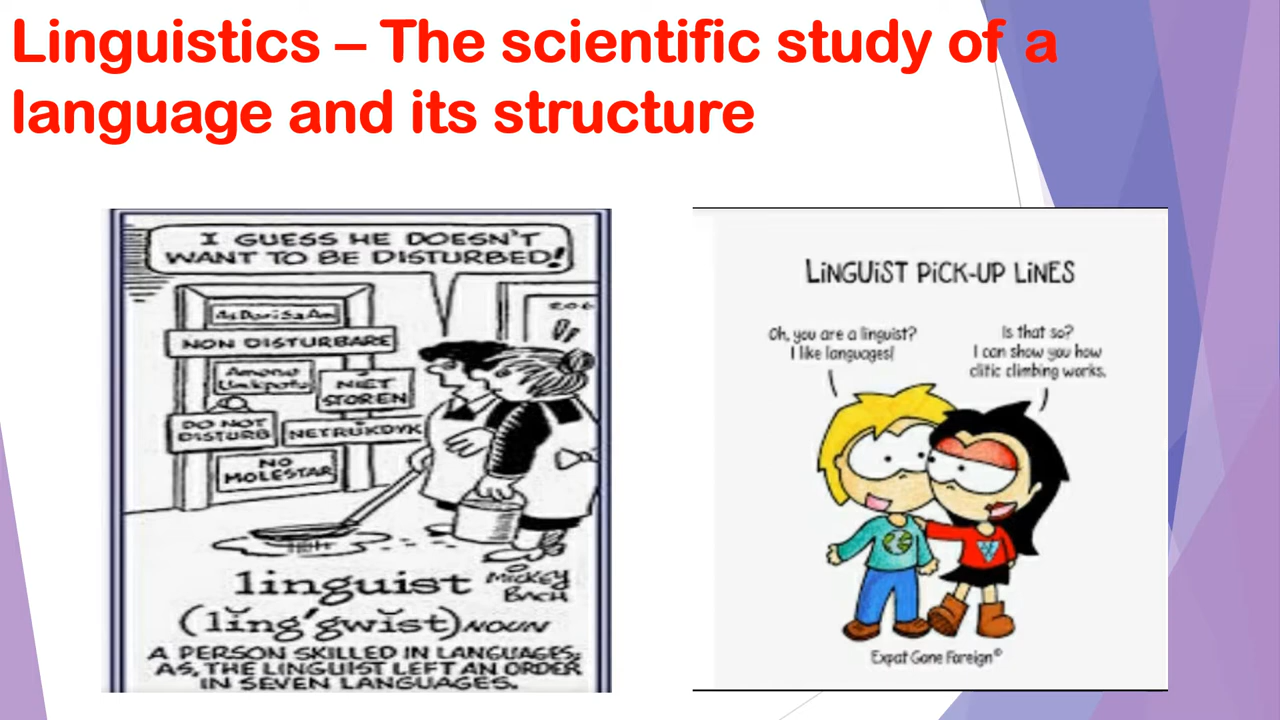 Linguistics – The scientific study of a
language and its structure
I GUESS HE DOESN'T
WANT TO BE DISTURBED!
206
NON DISTURBARE
NIET
STOREN
DO NOT
DISTURB
NETRUKDYK
NO
MOLESTAR
linguist
MICKEY
BACH
(ling'gwist) NOUN
A PERSON SKILLED IN LANGUAGES;
AS, THE LINGUIST LEFT AN ORDER
IN SEVEN LANGUAGES.
LiNGUiST PiCK-UP LiNES
Oh, you are a linguist?
I like languages!
Is that so?
I can show you how
clitic climbing works.
Expat Gone Foreign©